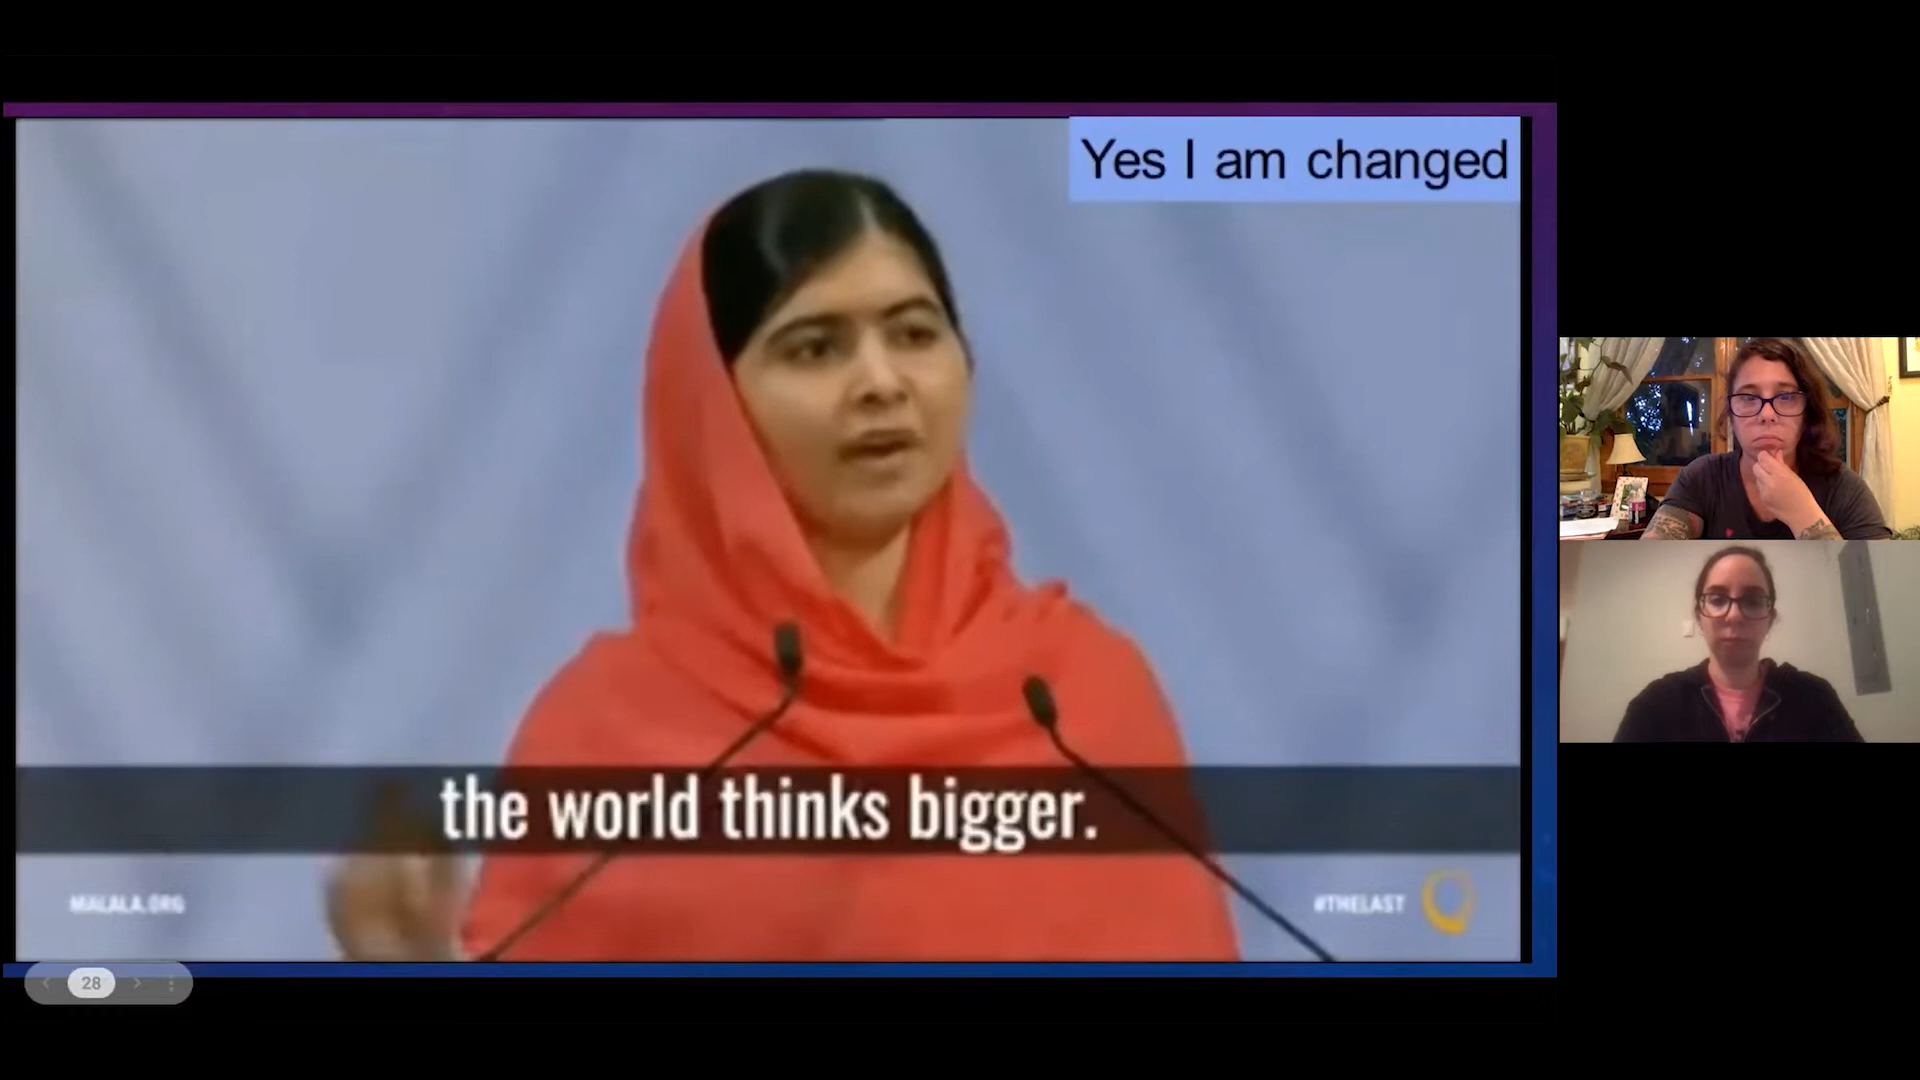 Yes I am changed
the world thinks bigger.
MALALA.ORG
#THELAST
28